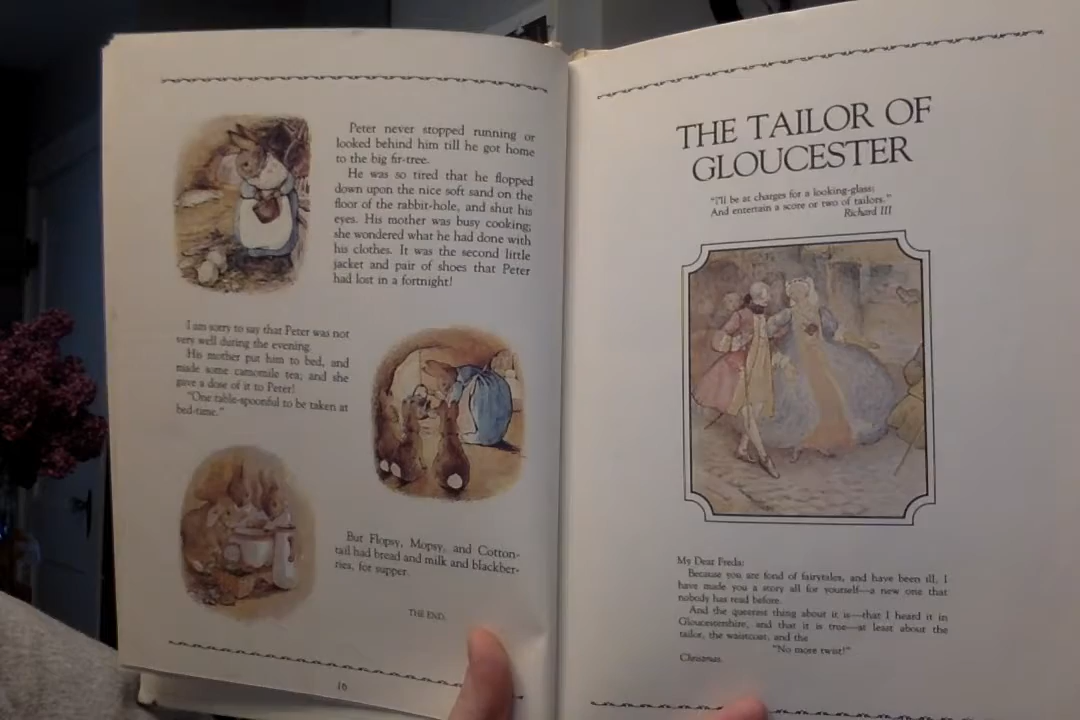 Peter never stopped running or
looked behind him till he got home
to the big fir-tree.
He was so tired that he flopped
down upon the nice soft sand on the
floor of the rabbit-hole, and shut his
eyes. His mother was busy cooking;
she wondered what he had done with
his clothes. It was the second little
jacket and pair of shoes that Peter
had lost in a fortnight!
I am sorry to say that Peter was not
very well during the evening.
His mother put him to bed, and
made some camomile tea; and she
gave a dose of it to Peter!
"One table-spoonful to be taken at
bed-time."
But Flopsy, Mopsy, and Cotton-
tail had bread and milk and blackber-
ries, for supper.
THE END.
16
THE TAILOR OF
GLOUCESTER
"I'll be at charges for a looking-glass;
And entertain a score or two of tailors."
Richard III
My Dear Freda:
Because you are fond of fairytales, and have been ill, I
have made you a story all for yourself—a new one that
nobody has read before.
And the queerest thing about it is—that I heard it in
Gloucestershire, and that it is true—at least about the
tailor, the waistcoat, and the
"No more twist!"
Christmas.